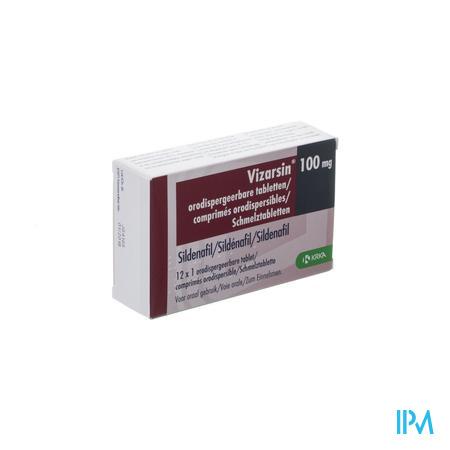 Vizarsin® 100 mg
orodispergeerbare tabletten/
comprimés orodispersibles/
Schmelztabletten
Sildenafil/Sildénafil/Sildenafil
12 x 1 orodispergeerbare tablet/
comprimés orodispersible/Schmelztablette
Voor oraal gebruik/Voie orale/Zum Einnehmen.
KRKA
IPM